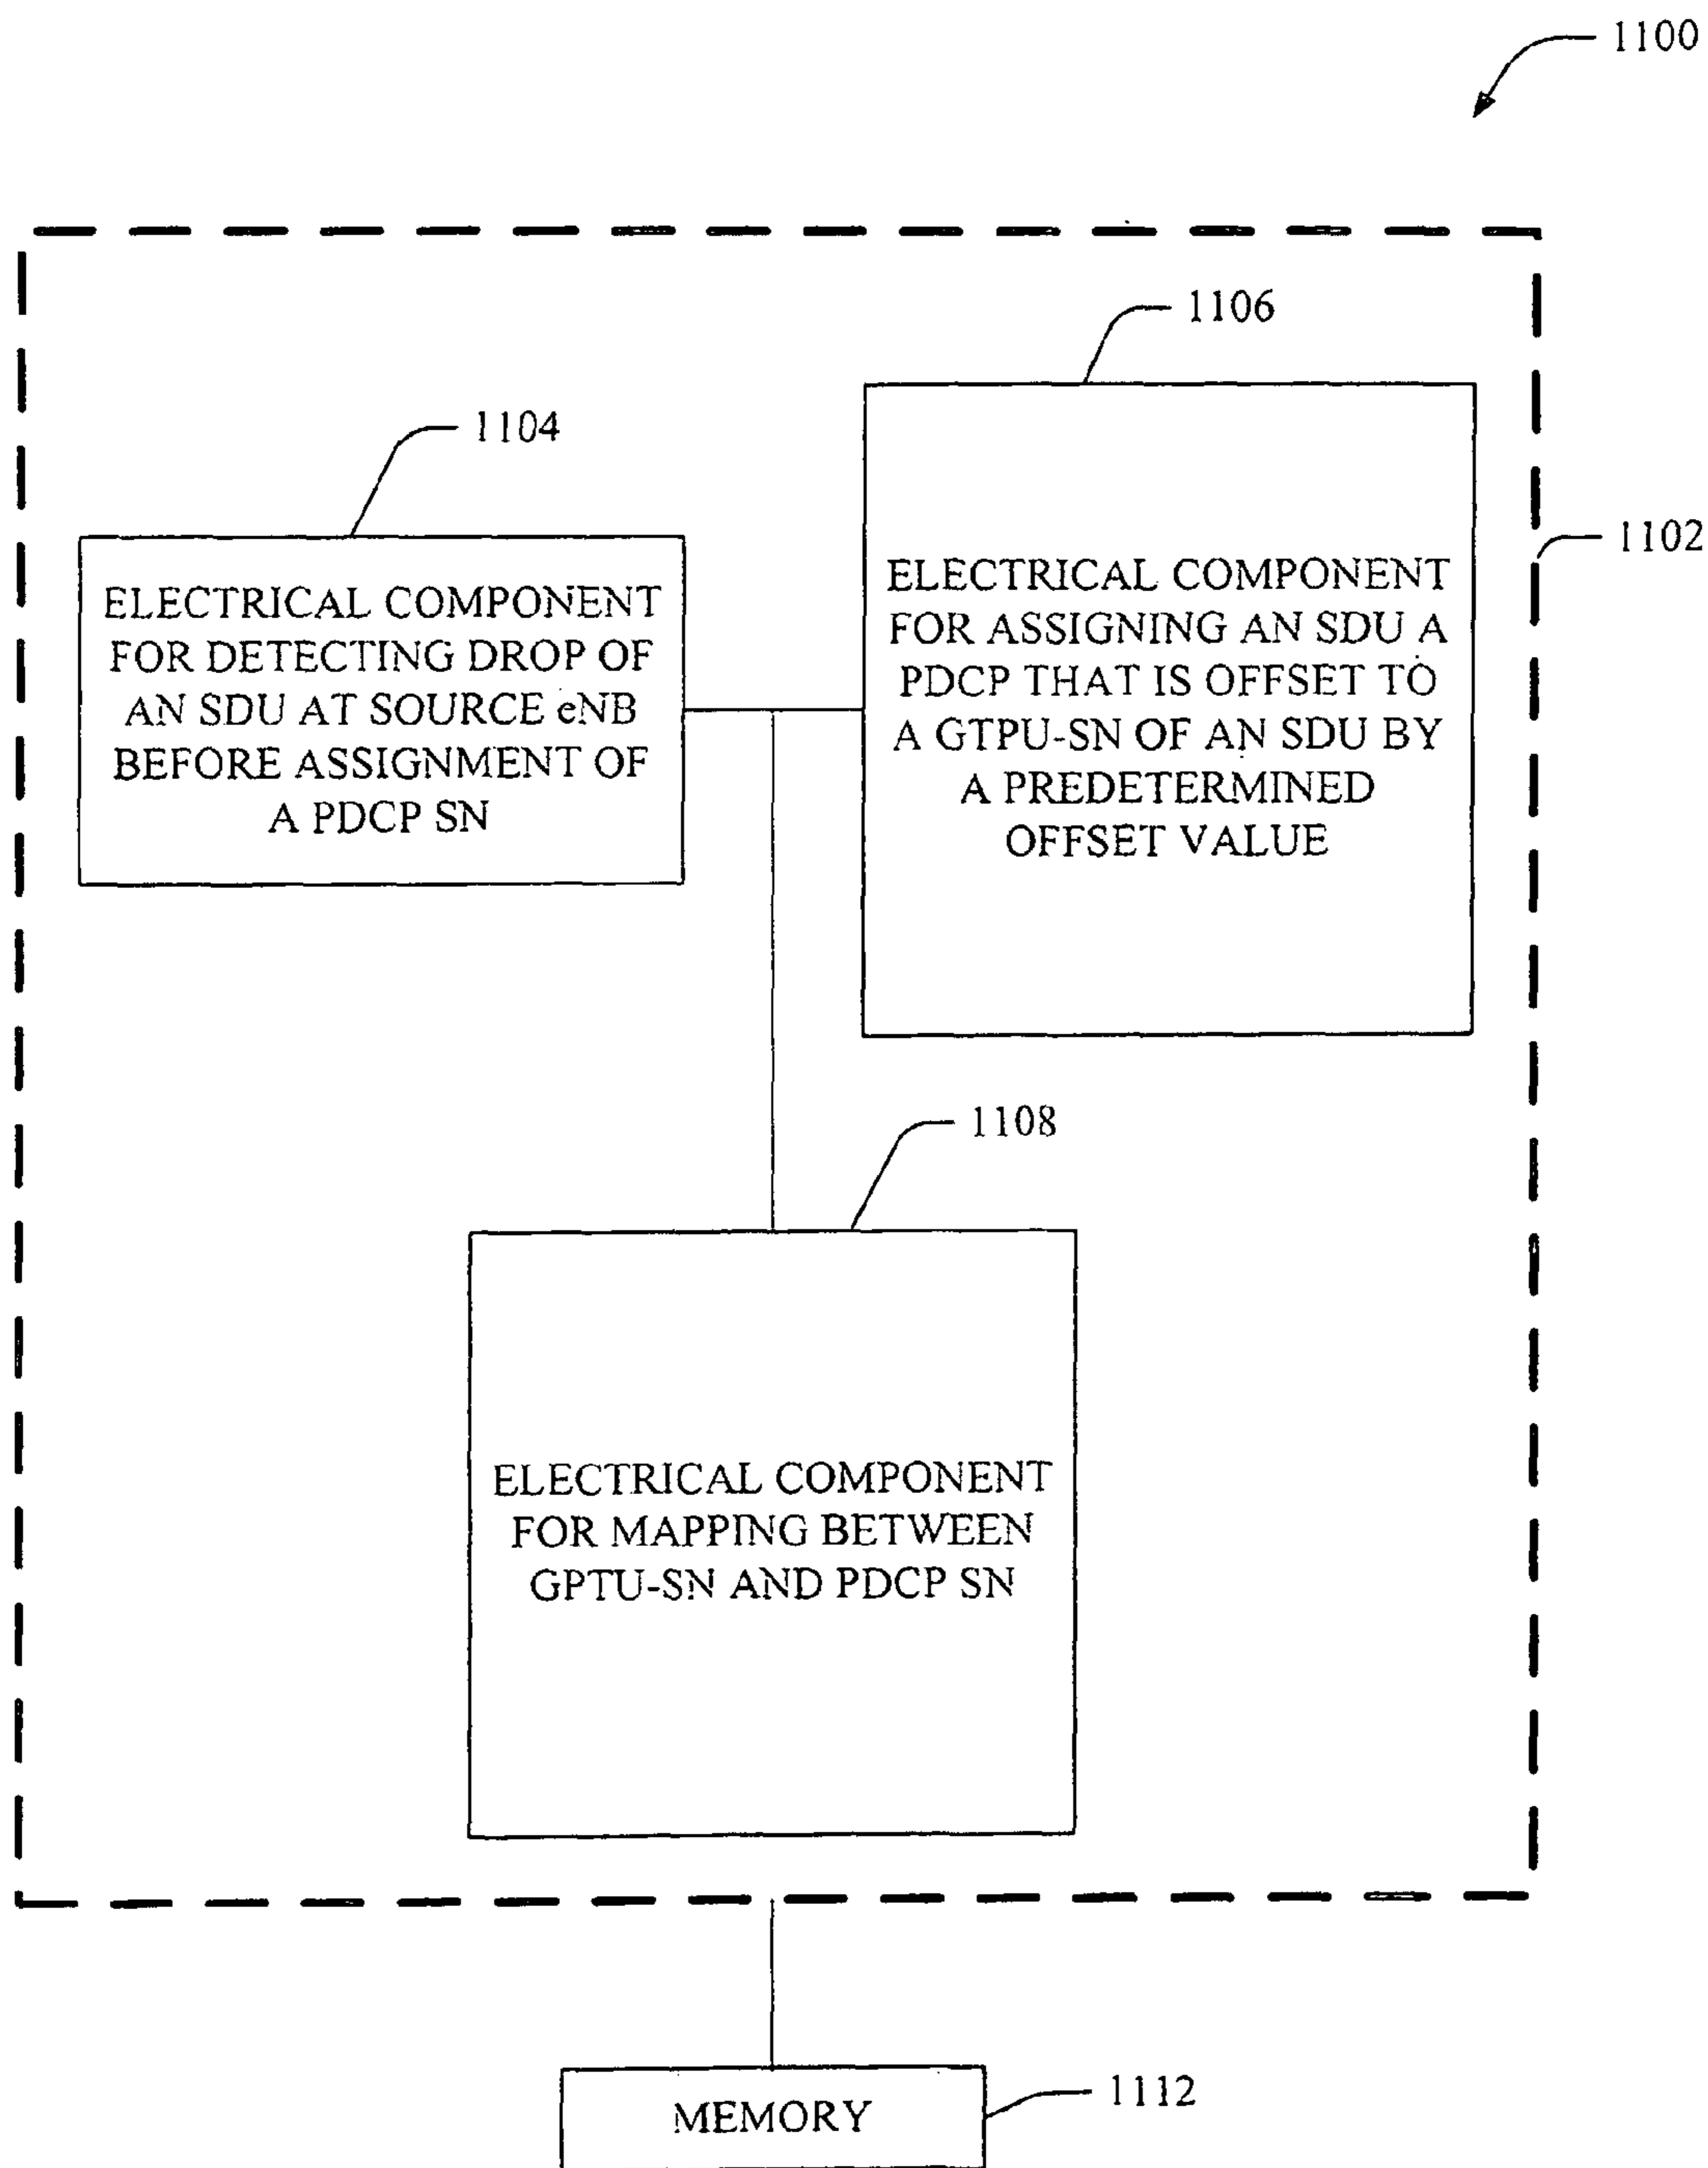 1100
1106
1104
1102
ELECTRICAL COMPONENT
FOR DETECTING DROP OF
AN SDU AT SOURCE eNB
BEFORE ASSIGNMENT OF
A PDCP SN
ELECTRICAL COMPONENT
FOR ASSIGNING AN SDU A
PDCP THAT IS OFFSET TO
A GTPU-SN OF AN SDU BY
A PREDETERMINED
OFFSET VALUE
1108
ELECTRICAL COMPONENT
FOR MAPPING BETWEEN
GPTU-SN AND PDCP SN
MEMORY
1112